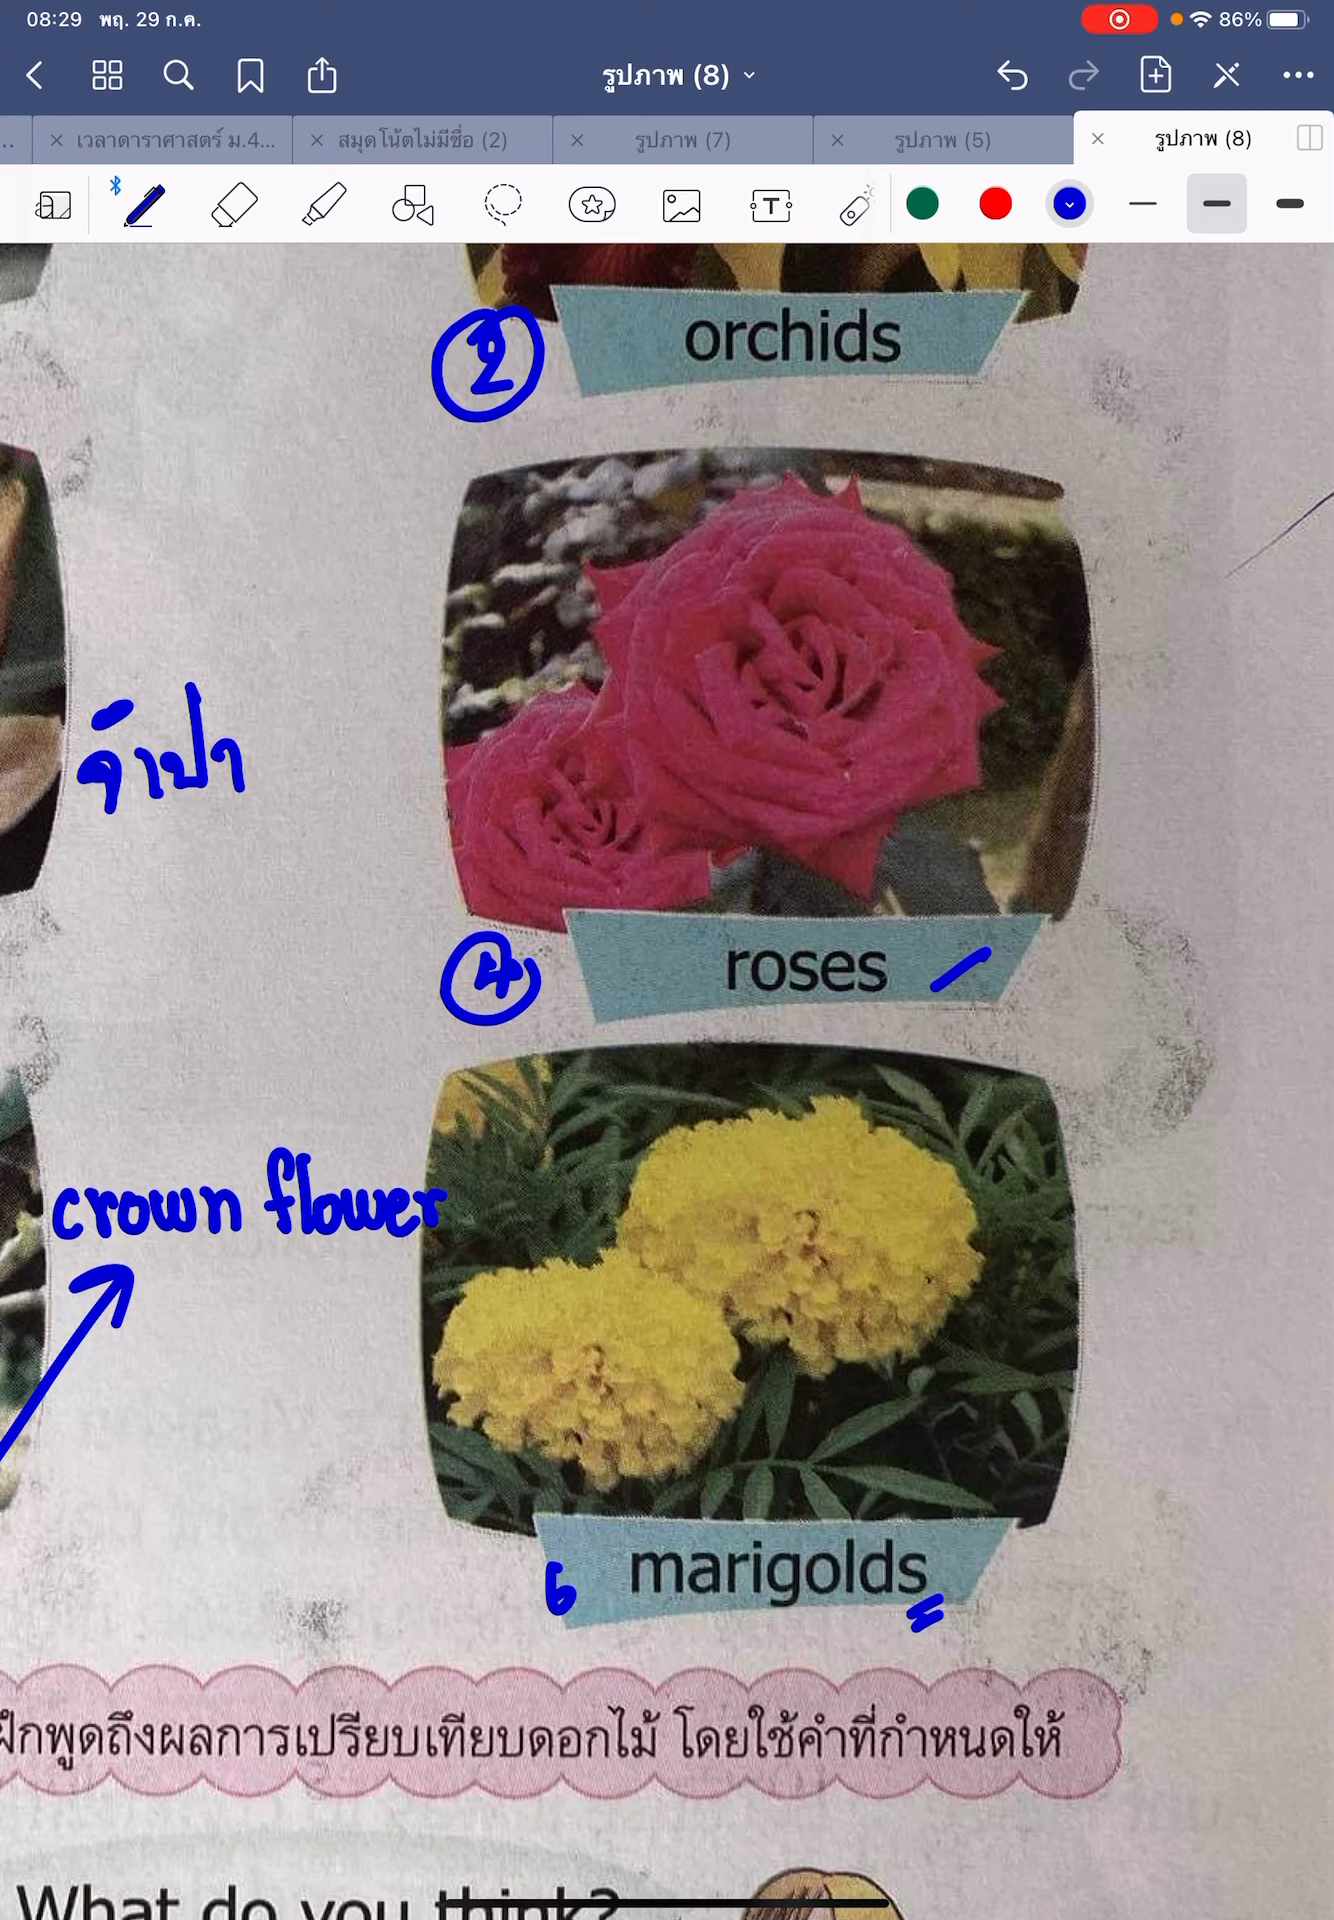 08:29 พฤ. 29 ก.ค.
86%
รูปภาพ (8)
เวลาดาราศาสตร์ ม.4...
สมุดโน้ตไม่มีชื่อ (2)
รูปภาพ (7)
รูปภาพ (5)
รูปภาพ (8)
T
2
orchids
จำปา
4
roses
crown flower
6
marigolds
ฝึกพูดถึงผลการเปรียบเทียบดอกไม้ โดยใช้คำที่กำหนดให้
What do you think?